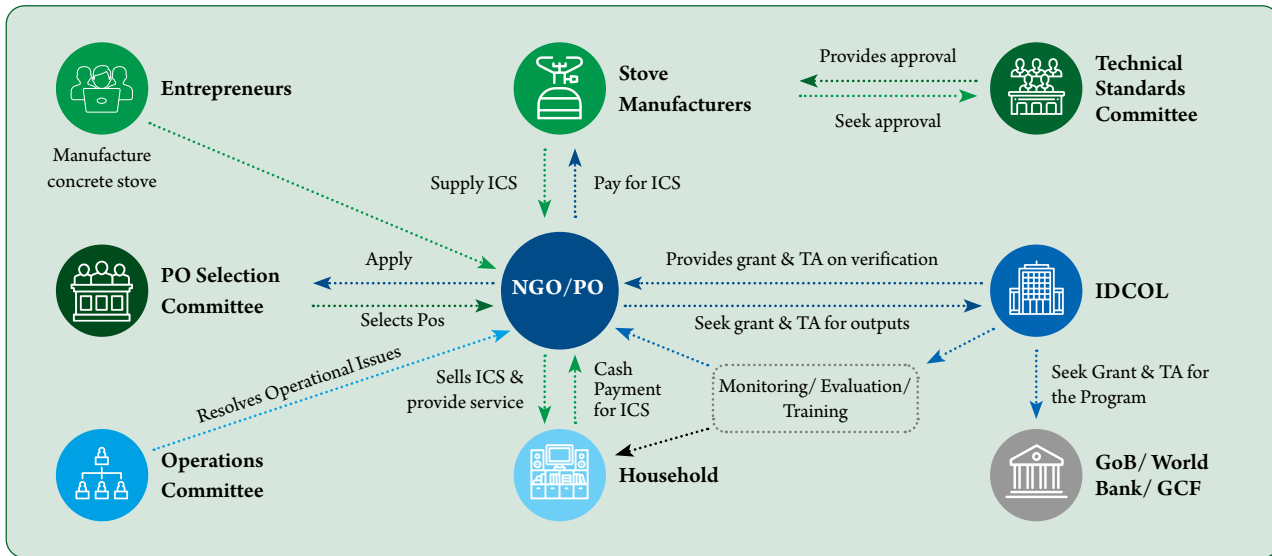 Entrepreneurs
Manufacture
concrete stove
Stove
Manufacturers
Provides approval
Seek approval
Technical
Standards
Committee
Supply ICS
Pay for ICS
PO Selection
Committee
Apply
Selects Pos
NGO/PO
Provides grant & TA on verification
Seek grant & TA for outputs
IDCOL
Resolves Operational Issues
Sells ICS &
provide service
Cash
Payment
for ICS
Monitoring/ Evaluation/
Training
Seek Grant & TA for
the Program
Operations
Committee
Household
GoB/ World
Bank/ GCF